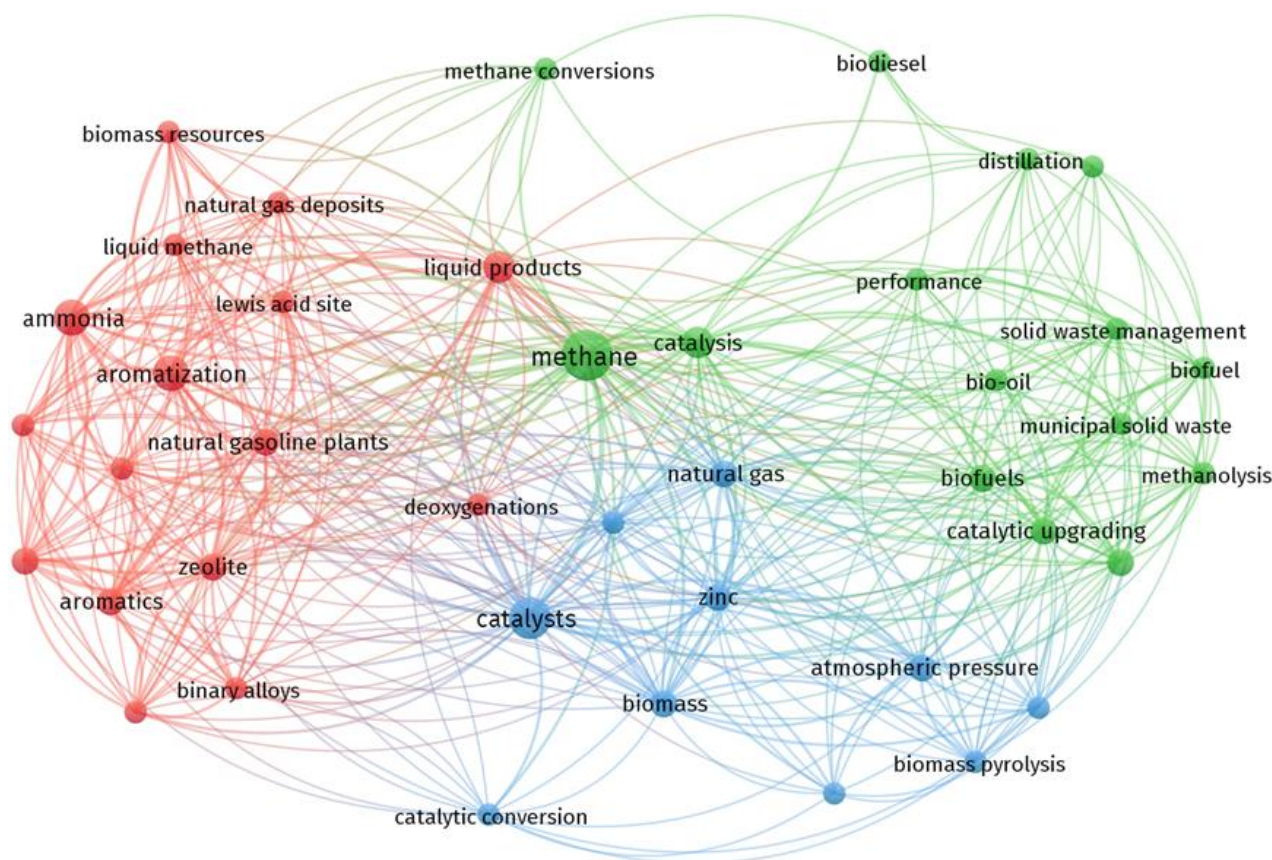 methane conversions
biodiesel
biomass resources
distillation
natural gas deposits
liquid methane
liquid products
performance
lewis acid site
ammonia
solid waste management
catalysis
methane
biofuel
aromatization
bio-oil
municipal solid waste
natural gasoline plants
natural gas
methanolysis
biofuels
deoxygenations
catalytic upgrading
zeolite
zinc
aromatics
catalysts
atmospheric pressure
binary alloys
biomass
biomass pyrolysis
catalytic conversion